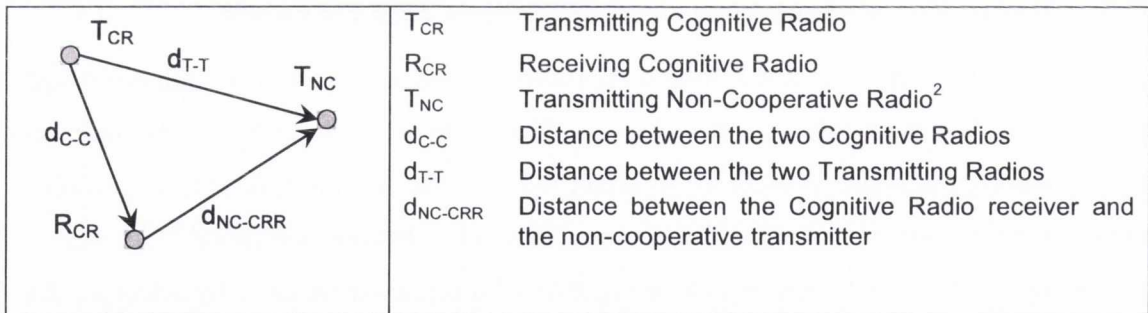 T_CR
d_T-T
T_NC
d_C-C
R_CR
d_NC-CRR
T_CR Transmitting Cognitive Radio
R_CR Receiving Cognitive Radio
T_NC Transmitting Non-Cooperative Radio²
d_C-C Distance between the two Cognitive Radios
d_T-T Distance between the two Transmitting Radios
d_NC-CRR Distance between the Cognitive Radio receiver and
the non-cooperative transmitter